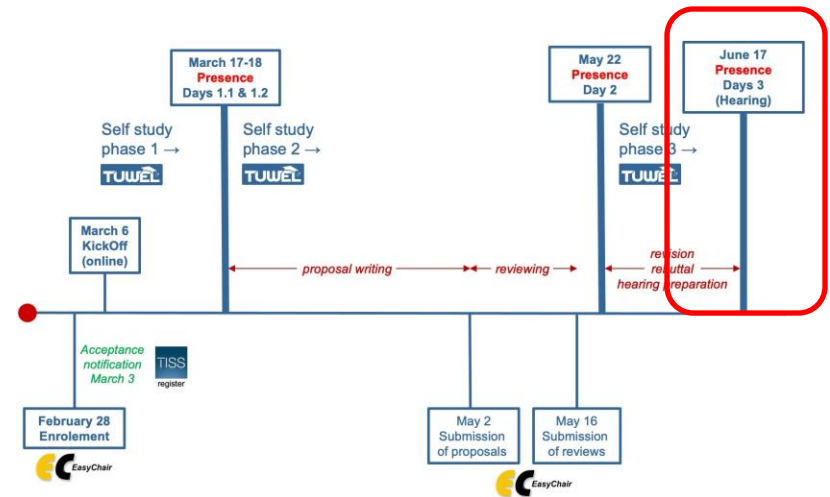 March 17-18
Presence
Days 1.1 & 1.2
May 22
Presence
Day 2
June 17
Presence
Days 3
(Hearing)
Self study
phase 1 →
TUWEL
Self study
phase 2 →
TUWEL
Self study
phase 3 →
TUWEL
March 6
KickOff
(online)
proposal writing
reviewing
revision
rebuttal
hearing preparation
Acceptance
notification
March 3
TISS
register
February 28
Enrolement
EC EasyChair
May 2
Submission
of proposals
May 16
Submission
of reviews
EC EasyChair